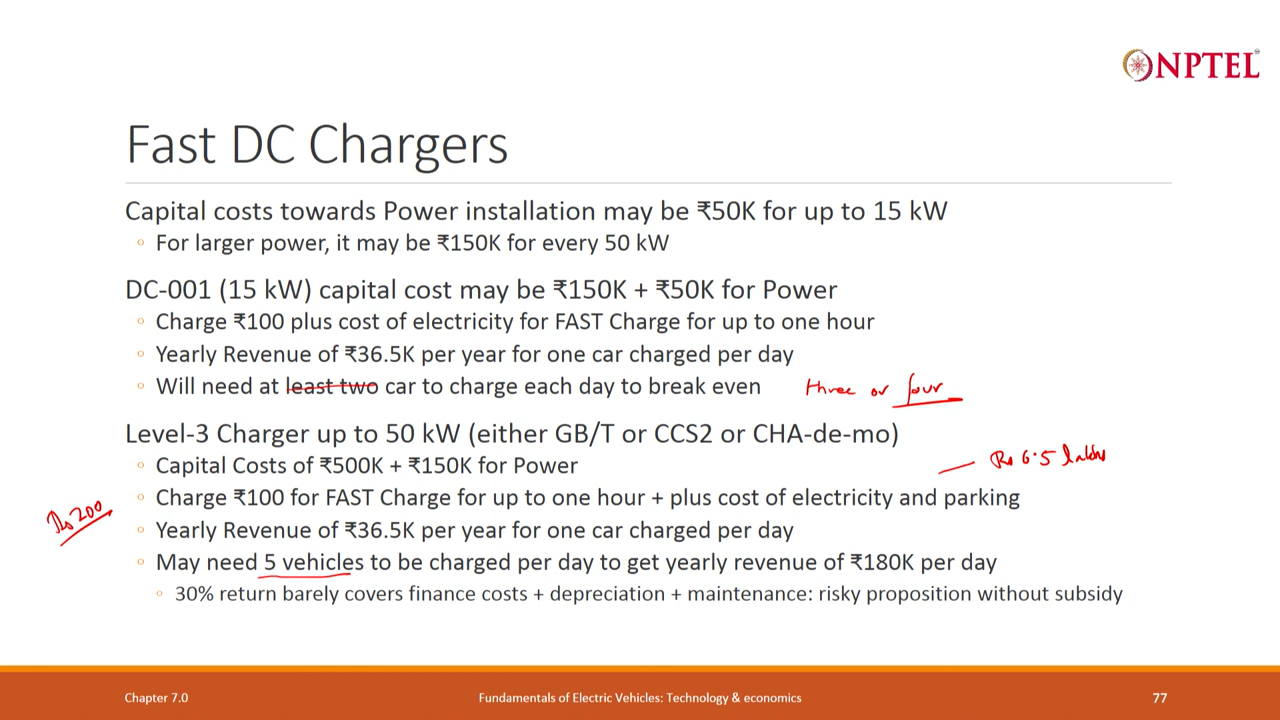 NPTEL
Fast DC Chargers
Capital costs towards Power installation may be ₹50K for up to 15 kW
◦ For larger power, it may be ₹150K for every 50 kW
DC-001 (15 kW) capital cost may be ₹150K + ₹50K for Power
◦ Charge ₹100 plus cost of electricity for FAST Charge for up to one hour
◦ Yearly Revenue of ₹36.5K per year for one car charged per day
◦ Will need at least two car to charge each day to break even three or four
Level-3 Charger up to 50 kW (either GB/T or CCS2 or CHA-de-mo)
◦ Capital Costs of ₹500K + ₹150K for Power — Rs 6.5 lakhs
◦ Charge ₹100 for FAST Charge for up to one hour + plus cost of electricity and parking
Rs 200
◦ Yearly Revenue of ₹36.5K per year for one car charged per day
◦ May need 5 vehicles to be charged per day to get yearly revenue of ₹180K per day
◦ 30% return barely covers finance costs + depreciation + maintenance: risky proposition without subsidy
Chapter 7.0 Fundamentals of Electric Vehicles: Technology & economics 77